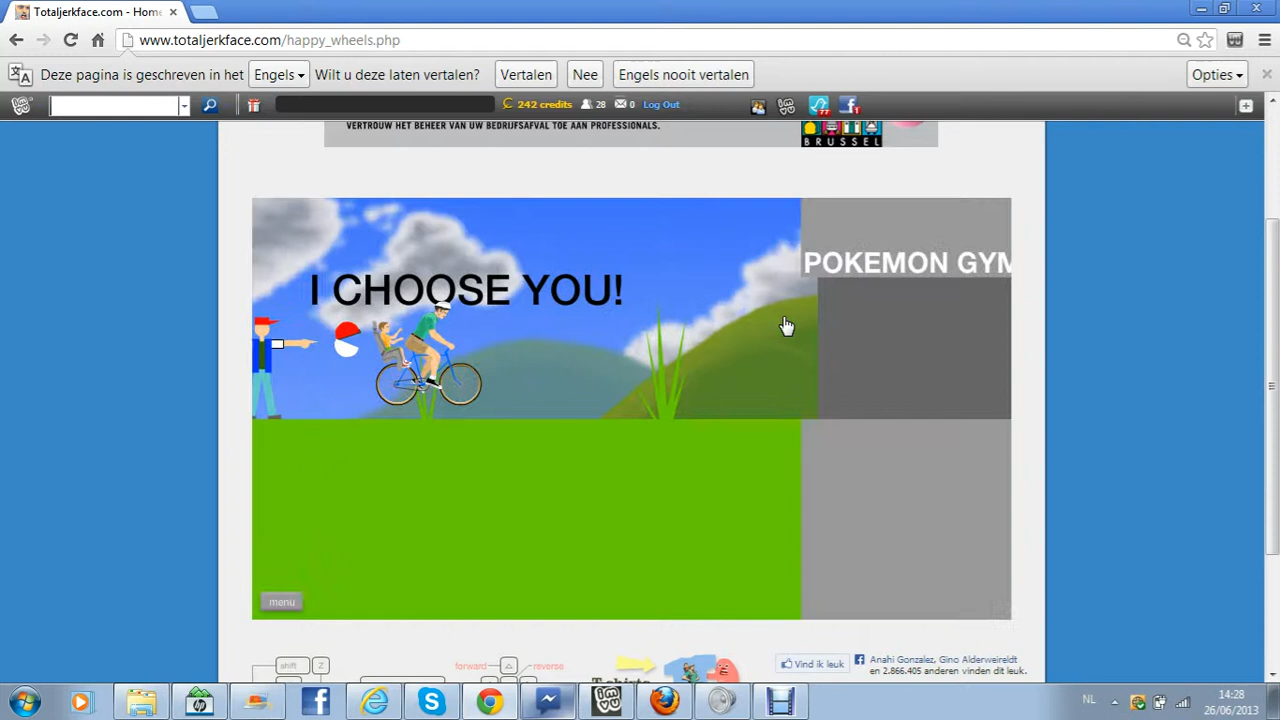 Totaljerkface.com - Home
www.totaljerkface.com/happy_wheels.php
Deze pagina is geschreven in het Engels Wilt u deze laten vertalen? Vertalen Nee Engels nooit vertalen Opties
242 credits 28 0 Log Out 77 1
VERTROUW HET BEHEER VAN UW BEDRIJFSAFVAL TOE AAN PROFESSIONALS.
BRUSSEL
POKEMON GYM
I CHOOSE YOU!
menu
shift Z forward reverse
Vind ik leuk
Anahi Gonzalez, Gino Alderweireldt
en 2.866.405 anderen vinden dit leuk.
T-shirts
NL
14:28
26/06/2013